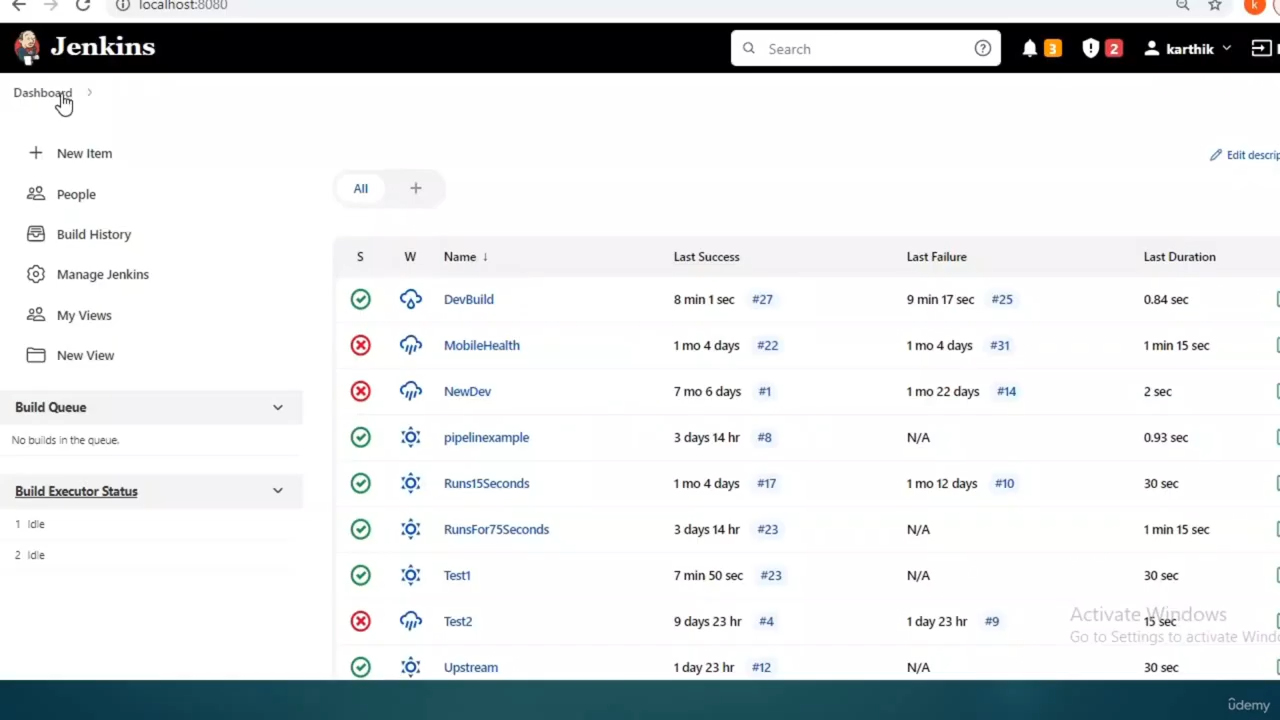 localhost:8080
Jenkins
Search
3
2
karthik
Dashboard
New Item
People
Build History
Manage Jenkins
My Views
New View
Build Queue
No builds in the queue.
Build Executor Status
1 Idle
2 Idle
Edit descrip
All +
S W Name ↓ Last Success Last Failure Last Duration
DevBuild 8 min 1 sec #27 9 min 17 sec #25 0.84 sec
MobileHealth 1 mo 4 days #22 1 mo 4 days #31 1 min 15 sec
NewDev 7 mo 6 days #1 1 mo 22 days #14 2 sec
pipelinexample 3 days 14 hr #8 N/A 0.93 sec
Runs15Seconds 1 mo 4 days #17 1 mo 12 days #10 30 sec
RunsFor75Seconds 3 days 14 hr #23 N/A 1 min 15 sec
Test1 7 min 50 sec #23 N/A 30 sec
Test2 9 days 23 hr #4 1 day 23 hr #9 15 sec
Upstream 1 day 23 hr #12 N/A 30 sec
Activate Windows
Go to Settings to activate Windo
k
ûdemy